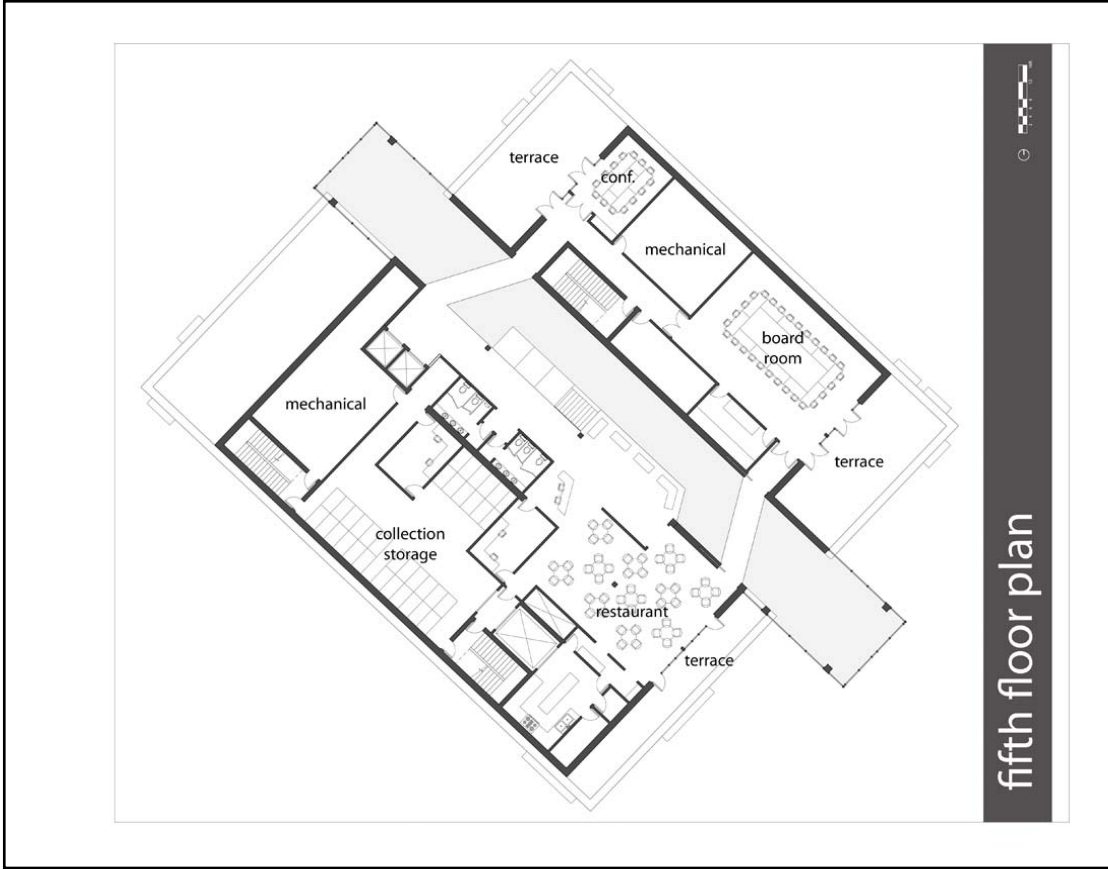 terrace
conf.
mechanical
board
room
mechanical
terrace
collection
storage
restaurant
terrace
fifth floor plan